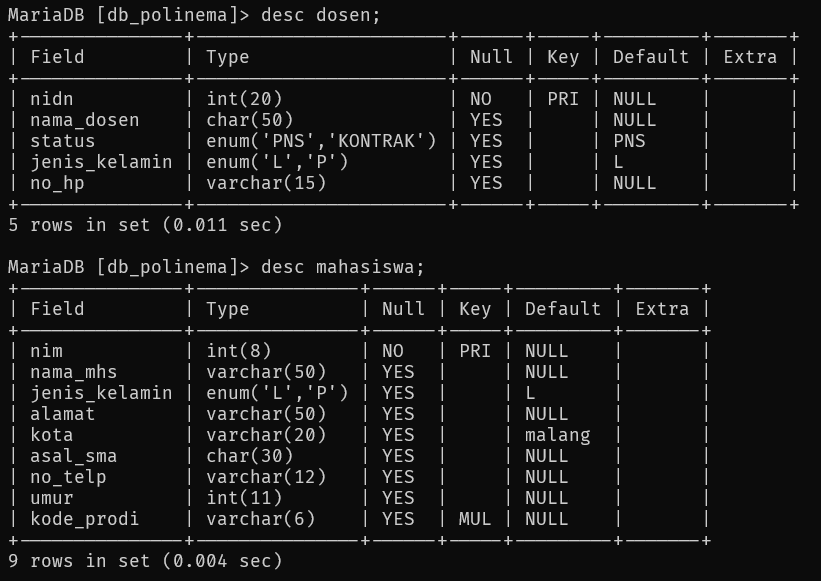 MariaDB [db_polinema]> desc dosen;
+---------------+-----------------------+------+-----+---------+-------+
| Field         | Type                  | Null | Key | Default | Extra |
+---------------+-----------------------+------+-----+---------+-------+
| nidn          | int(20)               | NO   | PRI | NULL    |       |
| nama_dosen    | char(50)              | YES  |     | NULL    |       |
| status        | enum('PNS','KONTRAK') | YES  |     | PNS     |       |
| jenis_kelamin | enum('L','P')         | YES  |     | L       |       |
| no_hp         | varchar(15)           | YES  |     | NULL    |       |
+---------------+-----------------------+------+-----+---------+-------+
5 rows in set (0.011 sec)
MariaDB [db_polinema]> desc mahasiswa;
+---------------+---------------+------+-----+---------+-------+
| Field         | Type          | Null | Key | Default | Extra |
+---------------+---------------+------+-----+---------+-------+
| nim           | int(8)        | NO   | PRI | NULL    |       |
| nama_mhs      | varchar(50)   | YES  |     | NULL    |       |
| jenis_kelamin | enum('L','P') | YES  |     | L       |       |
| alamat        | varchar(50)   | YES  |     | NULL    |       |
| kota          | varchar(20)   | YES  |     | malang  |       |
| asal_sma      | char(30)      | YES  |     | NULL    |       |
| no_telp       | varchar(12)   | YES  |     | NULL    |       |
| umur          | int(11)       | YES  |     | NULL    |       |
| kode_prodi    | varchar(6)    | YES  | MUL | NULL    |       |
+---------------+---------------+------+-----+---------+-------+
9 rows in set (0.004 sec)